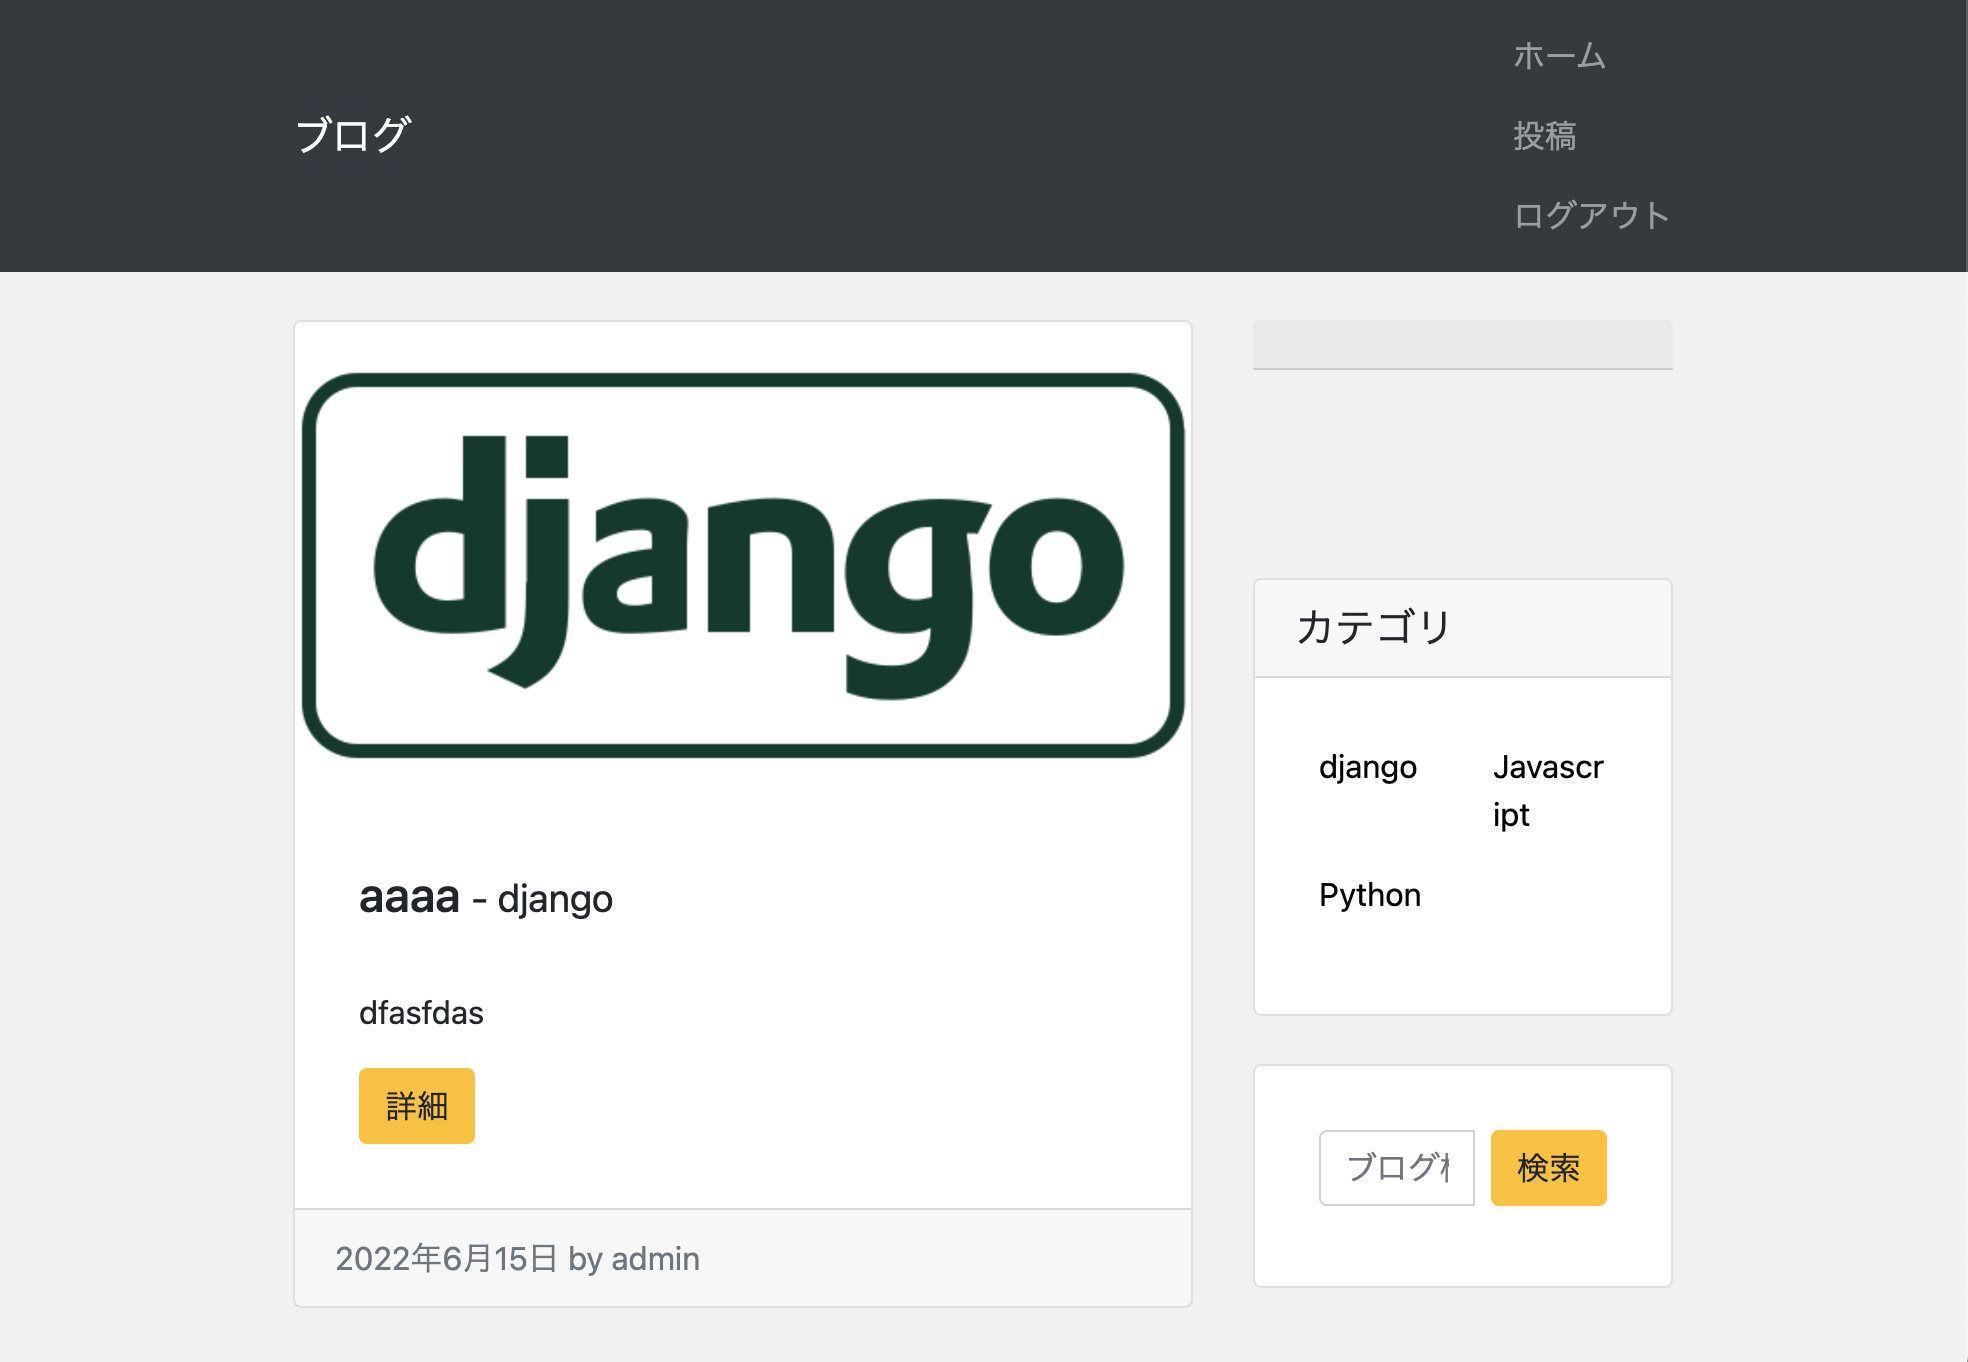 ブログ
ホーム
投稿
ログアウト
django
aaaa - django
dfasfdas
詳細
2022年6月15日 by admin
カテゴリ
django
Javascr
ipt
Python
ブログ
検索